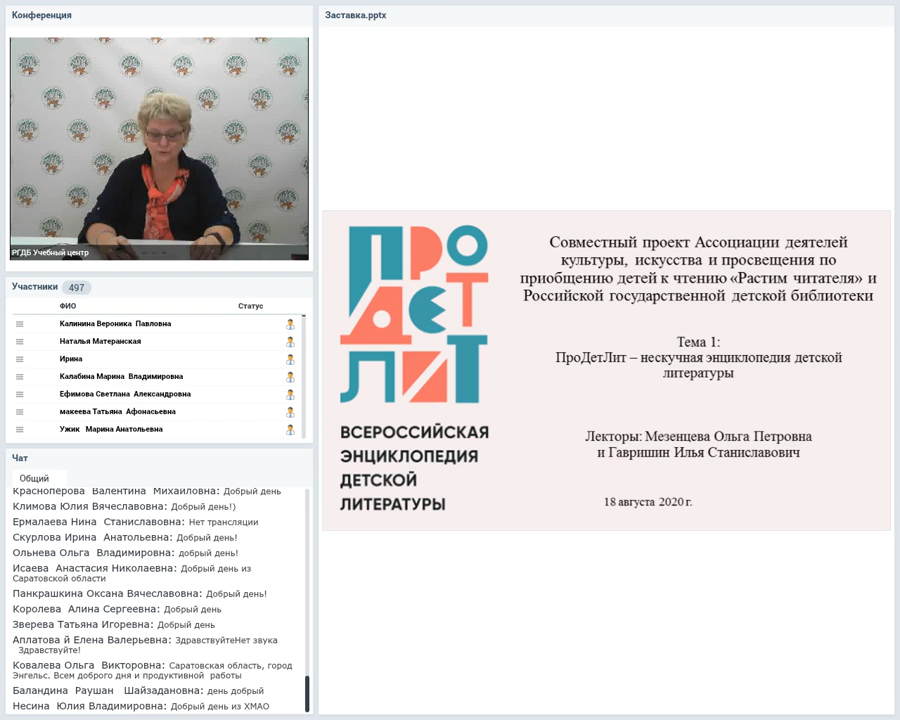 Конференция
РГДБ Учебный центр
Участники 497
ФИО Статус
Калинина Вероника Павловна
Наталья Матеранская
Ирина
Калабина Марина Владимировна
Ефимова Светлана Александровна
макеева Татьяна Афонасьевна
Ужик Марина Анатольевна
Чат
Общий
Красноперова Валентина Михаиловна: Добрый день
Климова Юлия Вячеславовна: Добрый день!)
Ермалаева Нина Станиславовна: Нет трансляции
Скурлова Ирина Анатольевна: Добрый день!
Ольнева Ольга Владимировна: добрый день!
Исаева Анастасия Николаевна: Добрый день из
Саратовской области
Панкрашкина Оксана Вячеславовна: Добрый день!
Королева Алина Сергеевна: Добрый день
Зверева Татьяна Игоревна: Добрый день
Аплатова й Елена Валерьевна: ЗдравствуйтеНет звука
Здравствуйте!
Ковалева Ольга Викторовна: Саратовская область, город
Энгельс. Всем доброго дня и продуктивной работы
Баландина Раушан Шайзадановна: день добрый
Несина Юлия Владимировна: Добрый день из ХМАО
Заставка.pptx
ПРО
ДЕТ
ЛИТ
ВСЕРОССИЙСКАЯ
ЭНЦИКЛОПЕДИЯ
ДЕТСКОЙ
ЛИТЕРАТУРЫ
Совместный проект Ассоциации деятелей
культуры, искусства и просвещения по
приобщению детей к чтению «Растим читателя» и
Российской государственной детской библиотеки
Тема 1:
ПроДетЛит – нескучная энциклопедия детской
литературы
Лекторы: Мезенцева Ольга Петровна
и Гавришин Илья Станиславович
18 августа 2020 г.